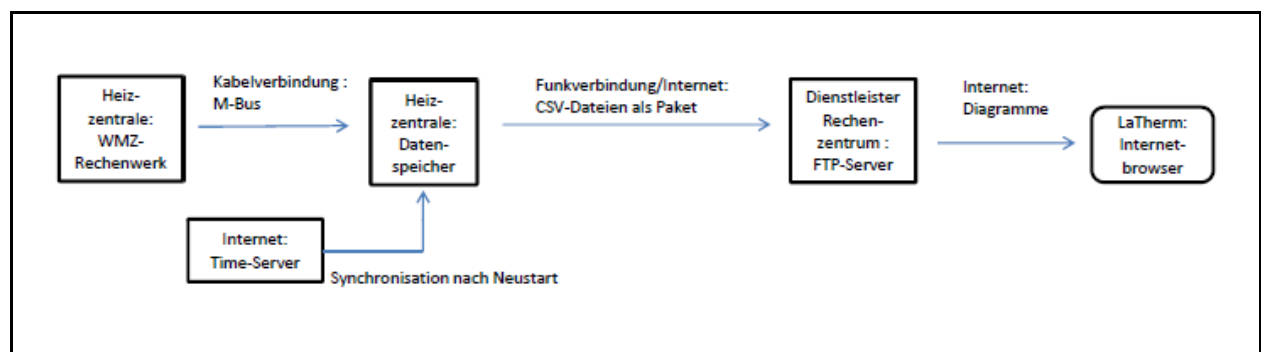 Heiz-
zentrale:
WMZ-
Rechenwerk
Kabelverbindung :
M-Bus
Heiz-
zentrale:
Daten-
speicher
Funkverbindung/Internet:
CSV-Dateien als Paket
Dienstleister
Rechen-
zentrum :
FTP-Server
Internet:
Diagramme
LaTherm:
Internet-
browser
Internet:
Time-Server
Synchronisation nach Neustart